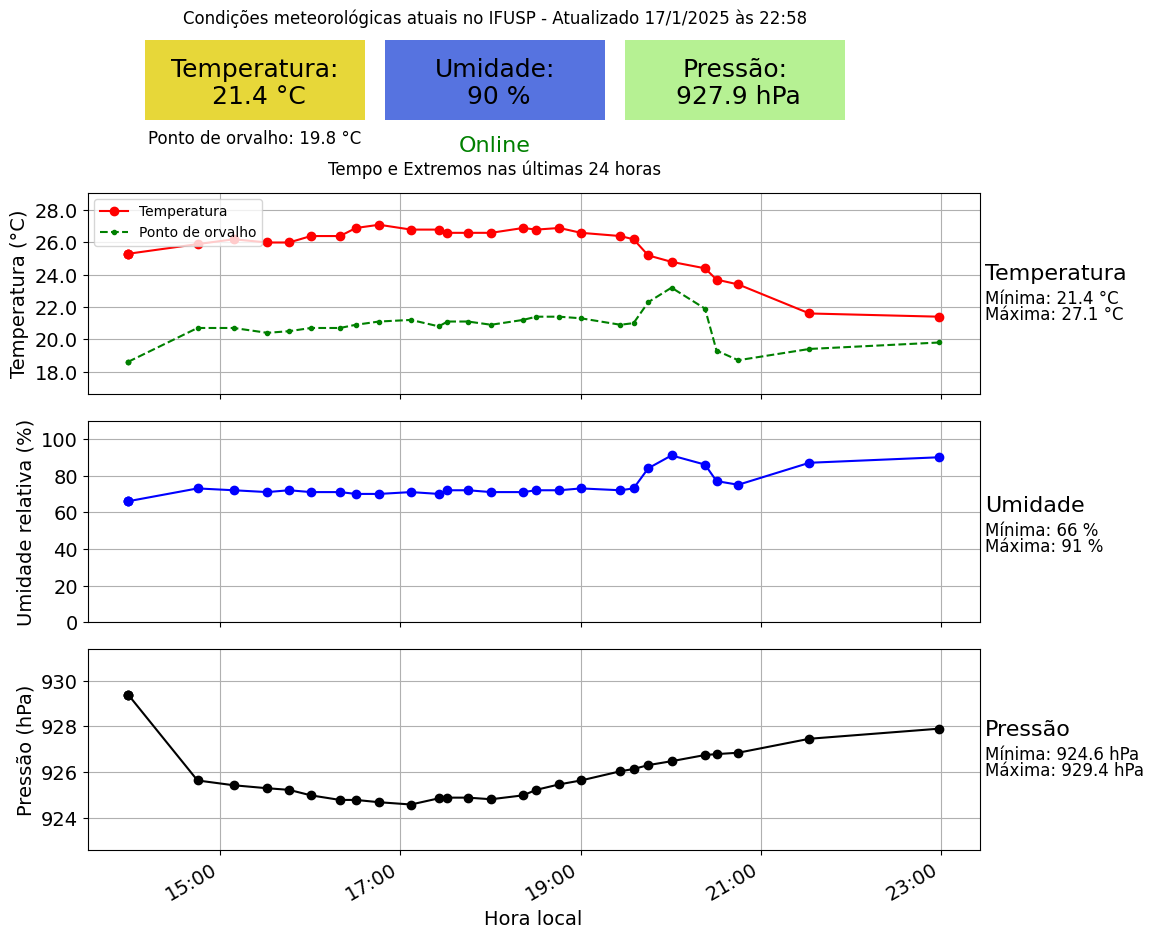 Condições meteorológicas atuais no IFUSP - Atualizado 17/1/2025 às 22:58
Temperatura:
21.4 °C
Umidade:
90 %
Pressão:
927.9 hPa
Ponto de orvalho: 19.8 °C
Online
Tempo e Extremos nas últimas 24 horas
Temperatura (°C)
28.0
26.0
24.0
22.0
20.0
18.0
Temperatura
Ponto de orvalho
Temperatura
Mínima: 21.4 °C
Máxima: 27.1 °C
Umidade relativa (%)
100
80
60
40
20
0
Umidade
Mínima: 66 %
Máxima: 91 %
Pressão (hPa)
930
928
926
924
Pressão
Mínima: 924.6 hPa
Máxima: 929.4 hPa
15:00
17:00
19:00
21:00
23:00
Hora local